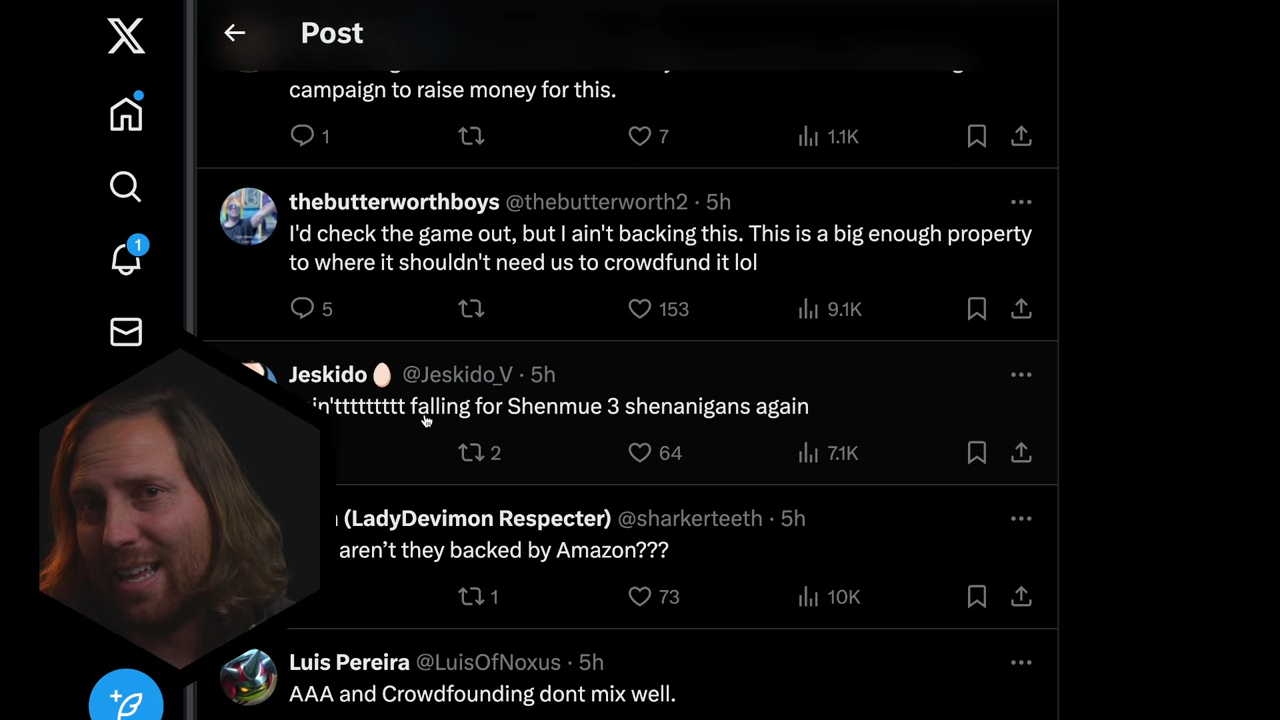 Post
campaign to raise money for this.
1 7 1.1K
thebutterworthboys @thebutterworth2 · 5h
I'd check the game out, but I ain't backing this. This is a big enough property
to where it shouldn't need us to crowdfund it lol
5 153 9.1K
1
Jeskido @Jeskido_V · 5h
in'ttttttttt falling for Shenmue 3 shenanigans again
2 64 7.1K
(LadyDevimon Respecter) @sharkerteeth · 5h
aren't they backed by Amazon???
1 73 10K
Luis Pereira @LuisOfNoxus · 5h
AAA and Crowdfounding dont mix well.